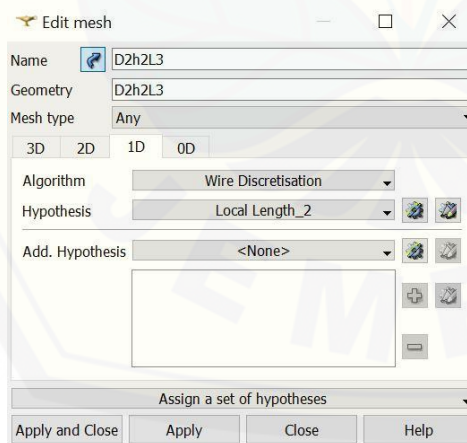 Edit mesh
Name D2h2L3
Geometry D2h2L3
Mesh type Any
3D 2D 1D 0D
Algorithm Wire Discretisation
Hypothesis Local Length_2
Add. Hypothesis <None>
Assign a set of hypotheses
Apply and Close Apply Close Help